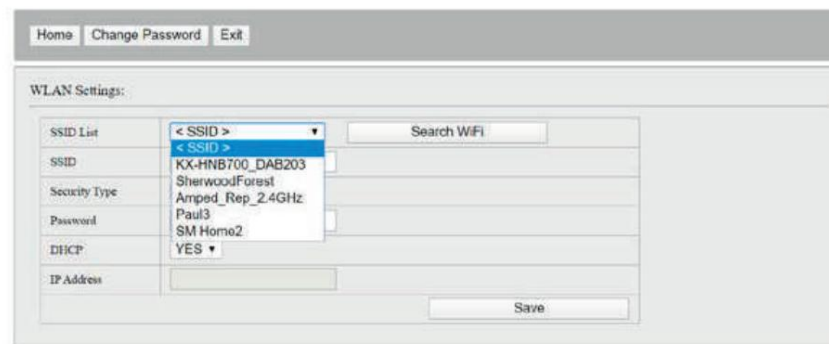 Home Change Password Exit
WLAN Settings:
SSID List < SSID > Search WiFi
< SSID >
SSID KX-HNB700_DAB203
SherwoodForest
Security Type Amped_Rep_2.4GHz
Password Paul3
SM Home2
DHCP YES
IP Address
Save